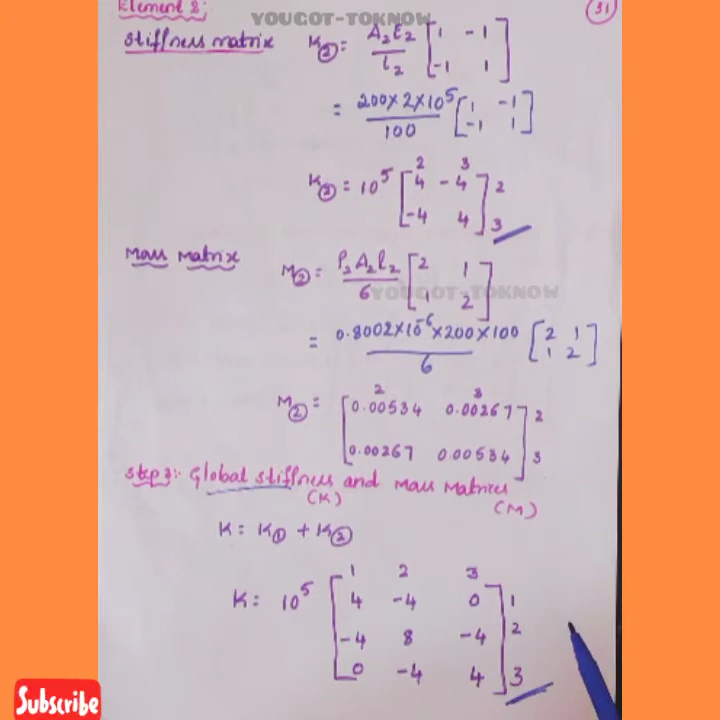 Element 2:
31
YOUGOT-TOKNOW
Stiffness matrix K② = A₂E₂/l₂ [1 -1
-1 1]
= 200×2×10⁵/100 [1 -1
-1 1]
2 3
K② = 10⁵ [4 -4] 2
[-4 4] 3
Mass Matrix M② = ρ₂A₂l₂/6 [2 1
1 2]
YOUGOT-TOKNOW
= 0.8002×10⁻⁶×200×100/6 [2 1
1 2]
2 3
M② = [0.00534 0.00267] 2
[0.00267 0.00534] 3
Step 3:- Global stiffness and Mass Matrices
(K) (M)
K = K① + K②
1 2 3
K = 10⁵ [4 -4 0] 1
[-4 8 -4] 2
[0 -4 4] 3
Subscribe